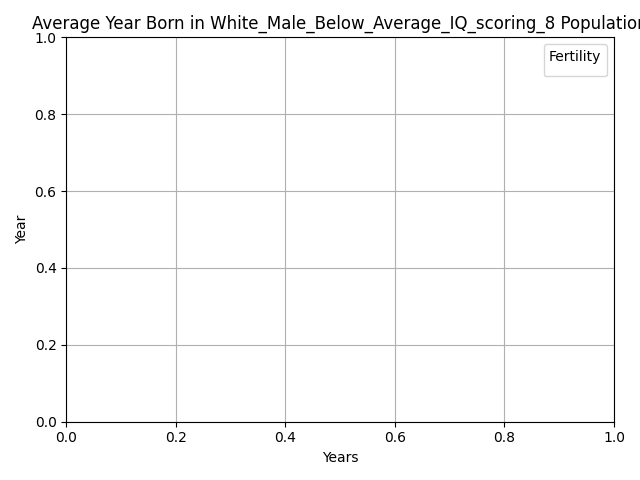 Average Year Born in White_Male_Below_Average_IQ_scoring_8 Population
Fertility
1.0
0.8
0.6
0.4
0.2
0.0
Year
0.0 0.2 0.4 0.6 0.8 1.0
Years